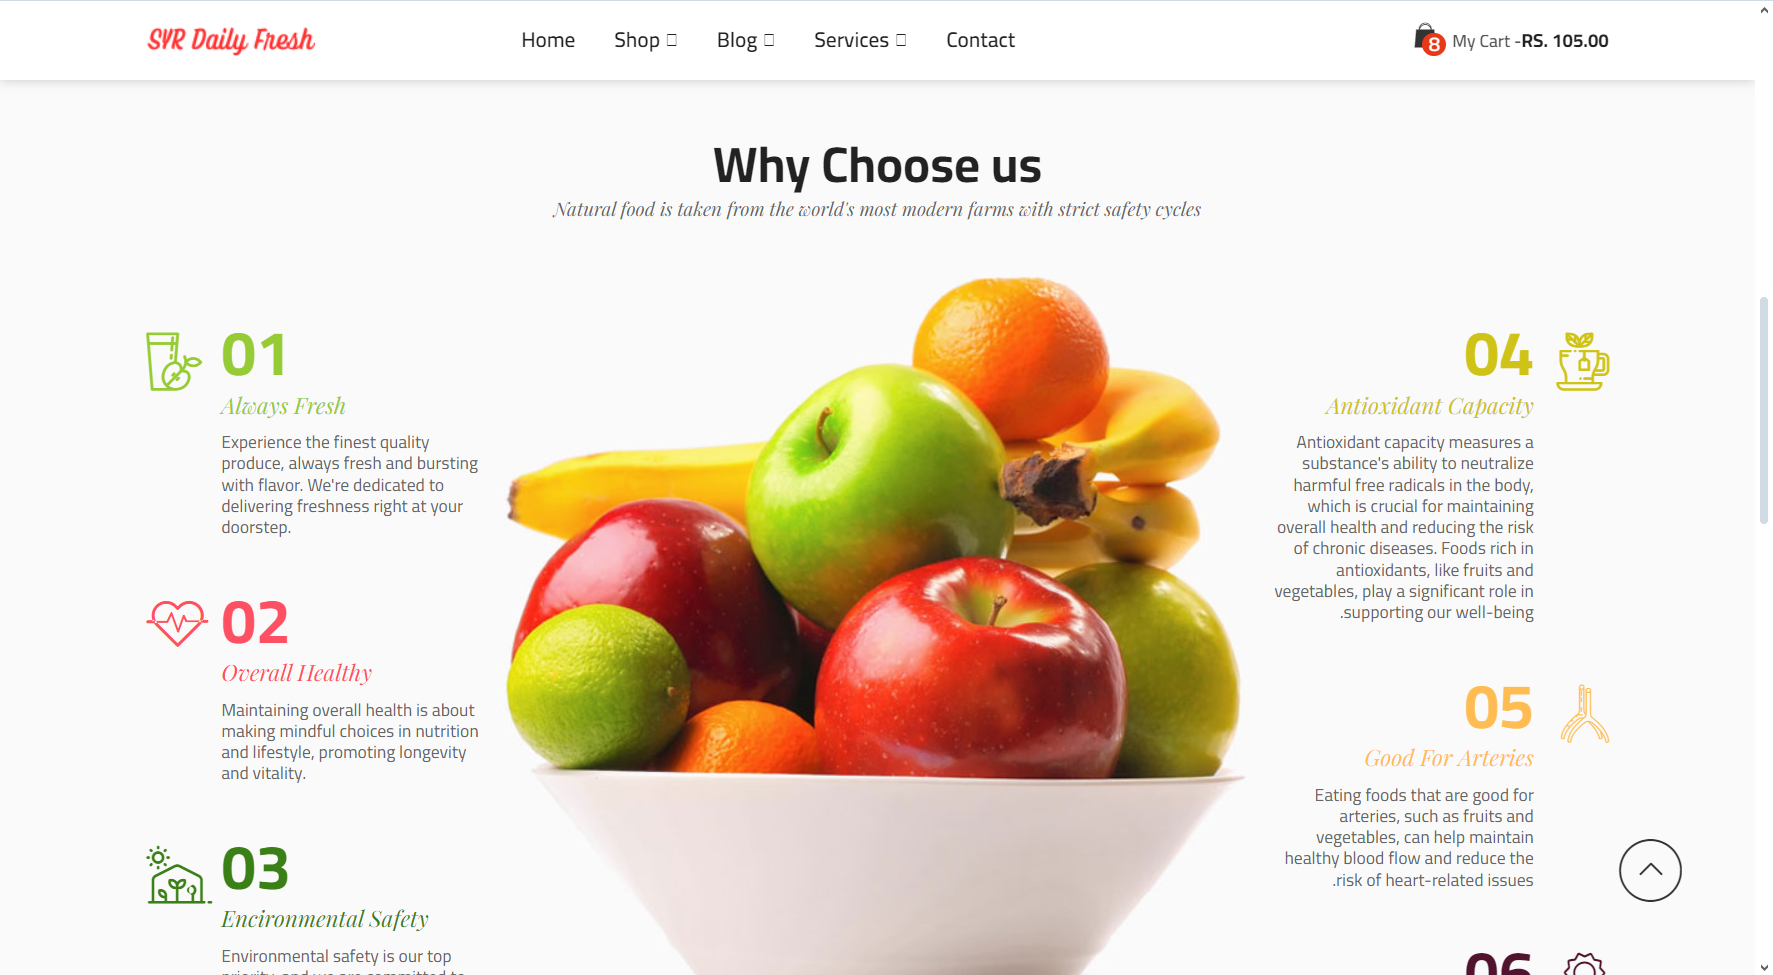 SVR Daily Fresh
Home
Shop
Blog
Services
Contact
8
My Cart -RS. 105.00
Why Choose us
Natural food is taken from the world's most modern farms with strict safety cycles
01
Always Fresh
Experience the finest quality
produce, always fresh and bursting
with flavor. We're dedicated to
delivering freshness right at your
doorstep.
02
Overall Healthy
Maintaining overall health is about
making mindful choices in nutrition
and lifestyle, promoting longevity
and vitality.
03
Encironmental Safety
Environmental safety is our top
priority, and we are committed to
04
Antioxidant Capacity
Antioxidant capacity measures a
substance's ability to neutralize
harmful free radicals in the body,
which is crucial for maintaining
overall health and reducing the risk
of chronic diseases. Foods rich in
antioxidants, like fruits and
vegetables, play a significant role in
.supporting our well-being
05
Good For Arteries
Eating foods that are good for
arteries, such as fruits and
vegetables, can help maintain
healthy blood flow and reduce the
.risk of heart-related issues
06